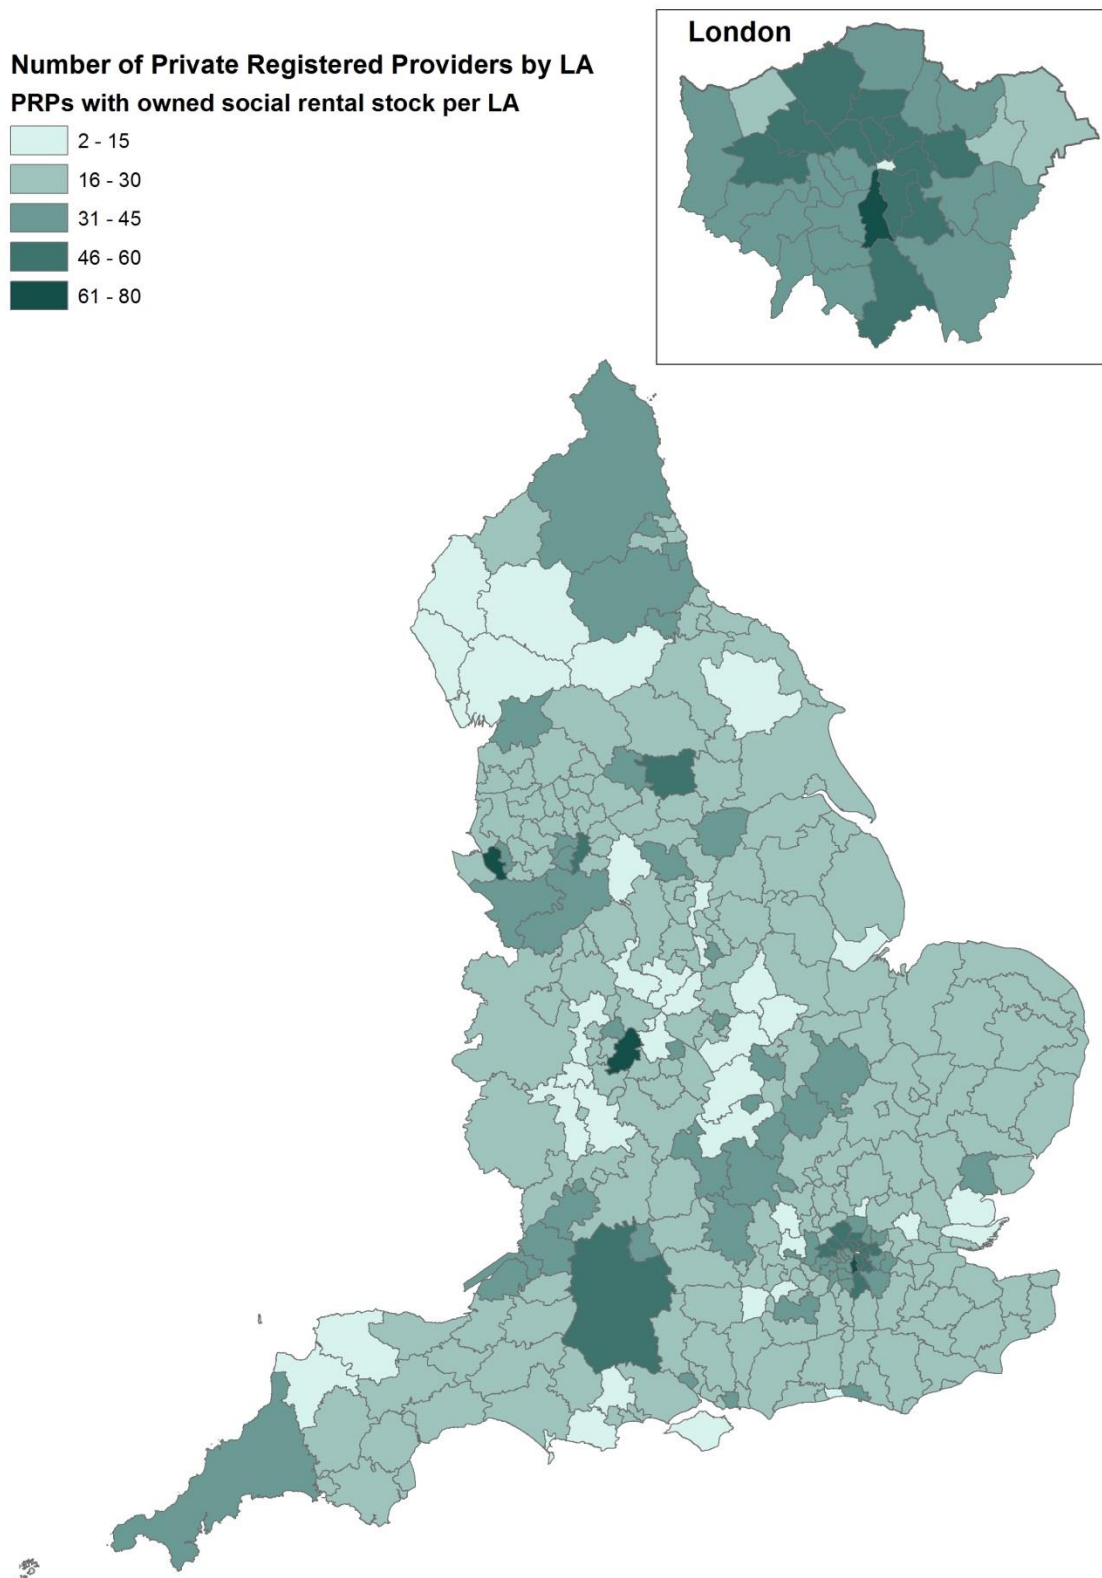 Number of Private Registered Providers by LA
PRPs with owned social rental stock per LA
2 - 15
16 - 30
31 - 45
46 - 60
61 - 80
London